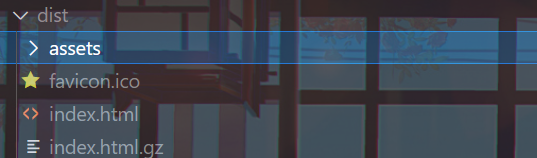 dist
assets
favicon.ico
index.html
index.html.gz